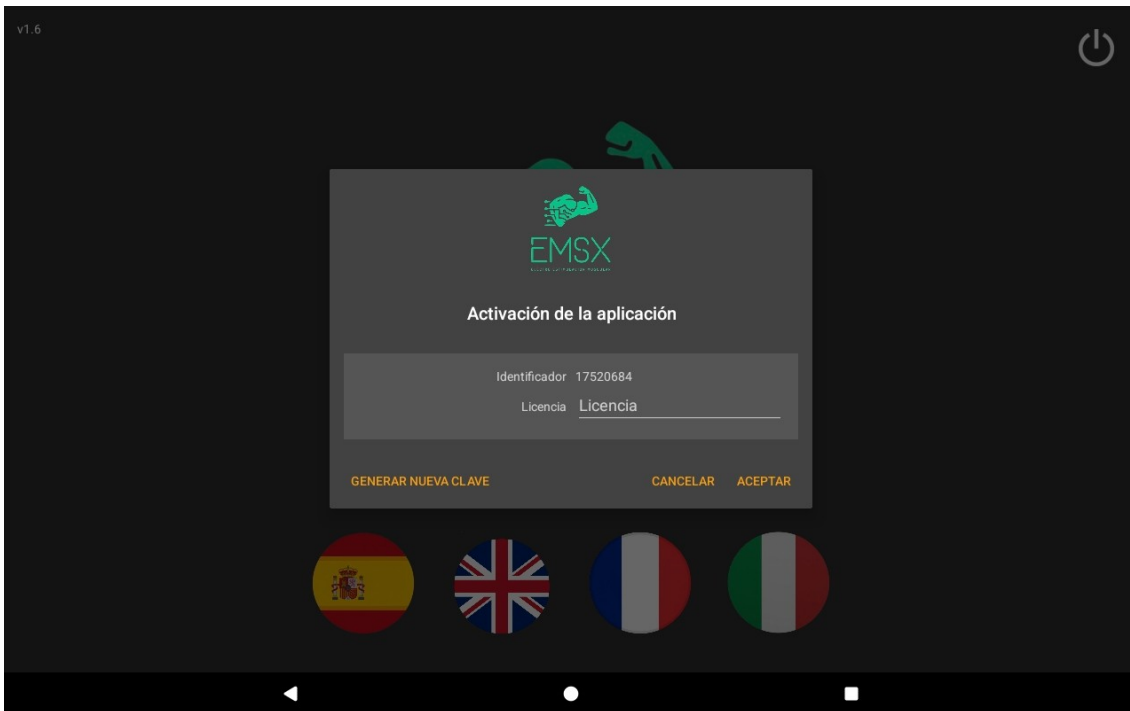 v1.6
EMSX
Activación de la aplicación
Identificador 17520684
Licencia Licencia
GENERAR NUEVA CLAVE CANCELAR ACEPTAR